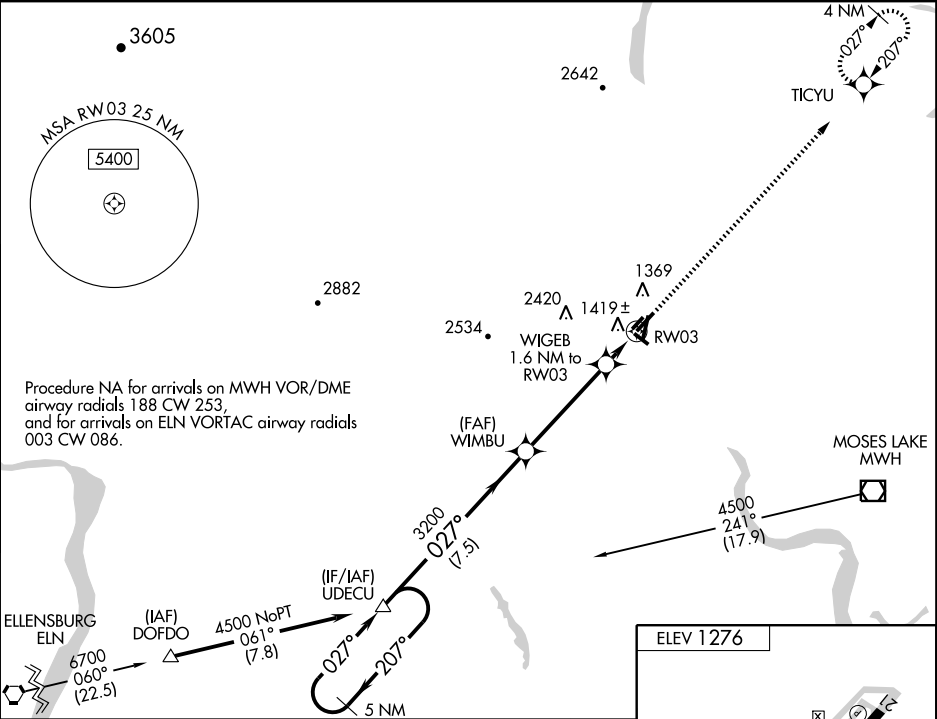 4 NM
027°
207°
TICYU
3605
2642
MSA RW03 25 NM
5400
2882
2534
2420
1419±
1369
RW03
WIGEB
1.6 NM to
RW03
Procedure NA for arrivals on MWH VOR/DME
airway radials 188 CW 253,
and for arrivals on ELN VORTAC airway radials
003 CW 086.
(FAF)
WIMBU
MOSES LAKE
MWH
4500
241°
(17.9)
3200
027°
(7.5)
(IF/IAF)
UDECU
ELLENSBURG
ELN
(IAF)
DOFDO
4500 NoPT
061°
(7.8)
6700
060°
(22.5)
027°
207°
5 NM
ELEV 1276
21
X
P